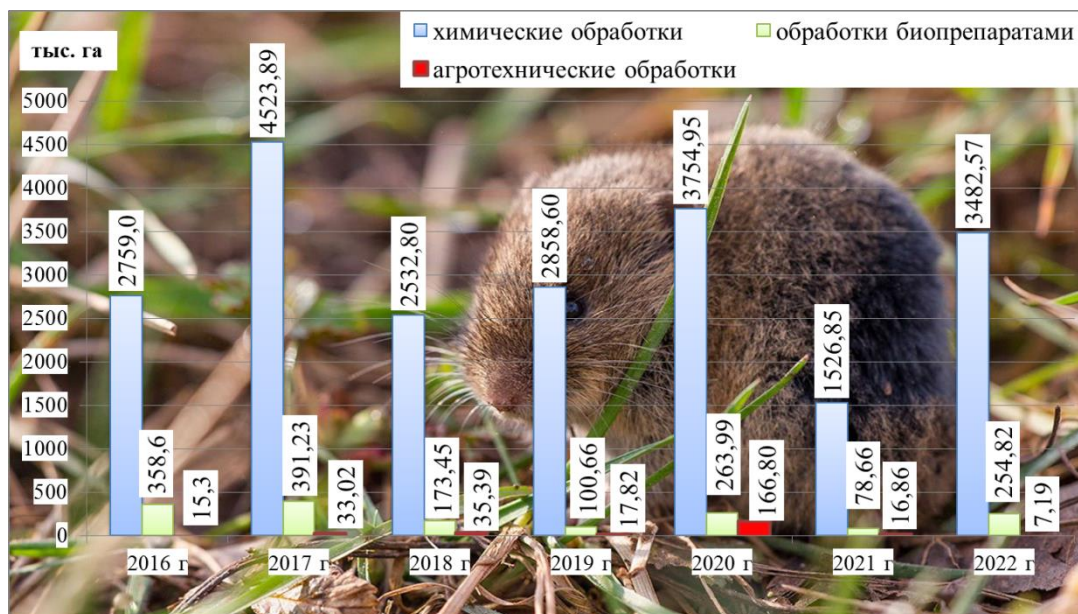 тыс. га
химические обработки
обработки биопрепаратами
агротехнические обработки
5000
4500
4000
3500
3000
2500
2000
1500
1000
500
0
2759,0
358,6
15,3
4523,89
391,23
33,02
2532,80
173,45
35,39
2858,60
100,66
17,82
3754,95
263,99
166,80
1526,85
78,66
16,86
3482,57
254,82
7,19
2016 г
2017 г
2018 г
2019 г
2020 г
2021 г
2022 г